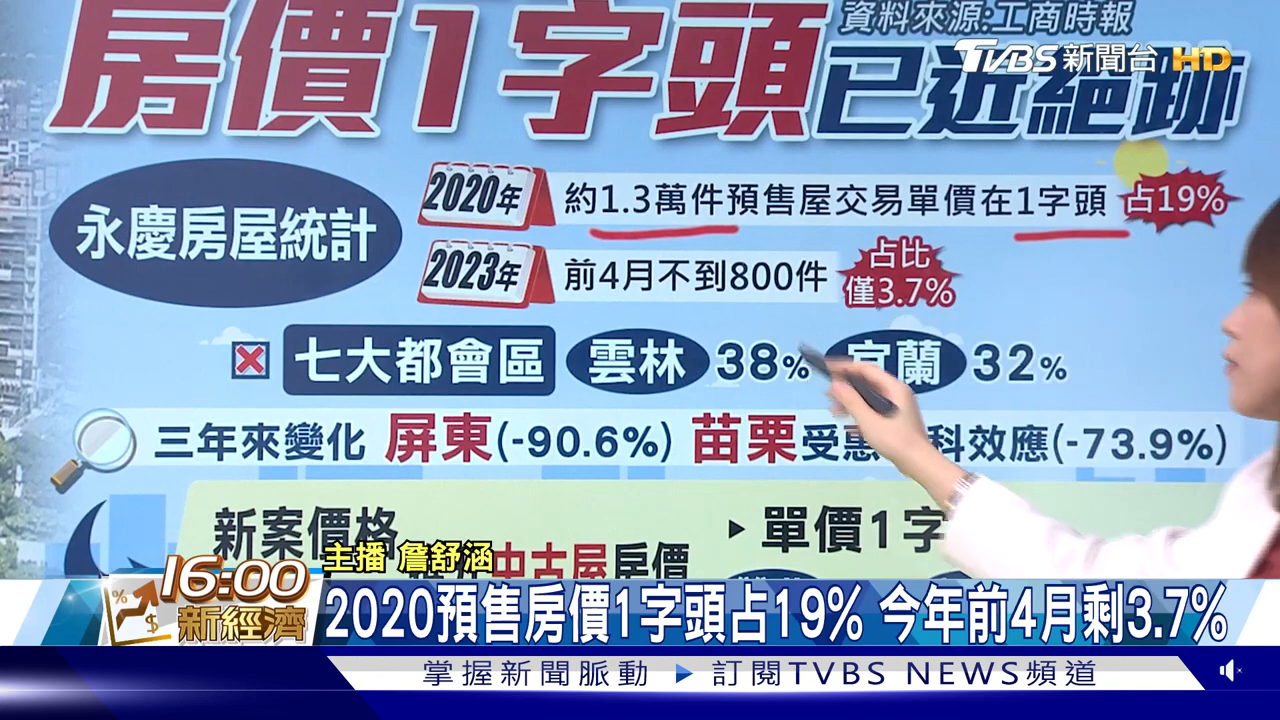 房價1字頭已近絕跡
資料來源:工商時報
TVBS新聞台 HD
永慶房屋統計
2020年 約1.3萬件預售屋交易單價在1字頭 占19%
2023年 前4月不到800件 占比僅3.7%
七大都會區 雲林 38% 宜蘭 32%
三年來變化 屏東(-90.6%) 苗栗受惠 科效應(-73.9%)
新案價格
中古屋房價
單價1字
主播 詹舒涵
16:00
新經濟
2020預售房價1字頭占19% 今年前4月剩3.7%
掌握新聞脈動 訂閱TVBS NEWS頻道